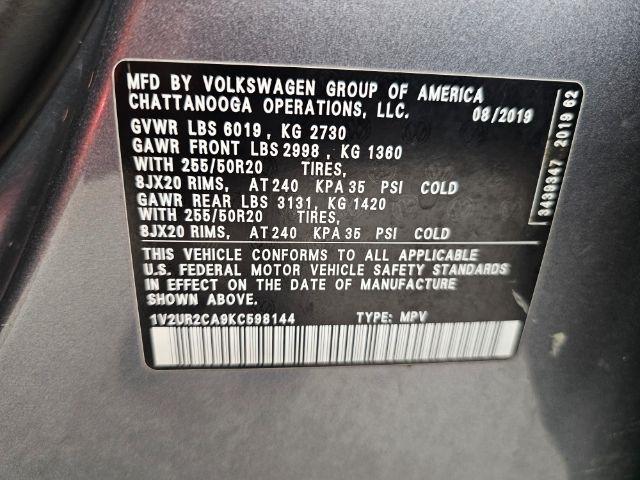 MFD BY VOLKSWAGEN GROUP OF AMERICA
CHATTANOOGA OPERATIONS, LLC. 08/2019
GVWR LBS 6019, KG 2730
GAWR FRONT LBS 2998, KG 1360
WITH 255/50R20 TIRES,
8JX20 RIMS, AT 240 KPA 35 PSI COLD
GAWR REAR LBS 3131, KG 1420
WITH 255/50R20 TIRES,
8JX20 RIMS, AT 240 KPA 35 PSI COLD
THIS VEHICLE CONFORMS TO ALL APPLICABLE
U.S. FEDERAL MOTOR VEHICLE SAFETY STANDARDS
IN EFFECT ON THE DATE OF MANUFACTURE
SHOWN ABOVE.
1V2UR2CA9KC598144 TYPE: MPV
3439347 2019 62